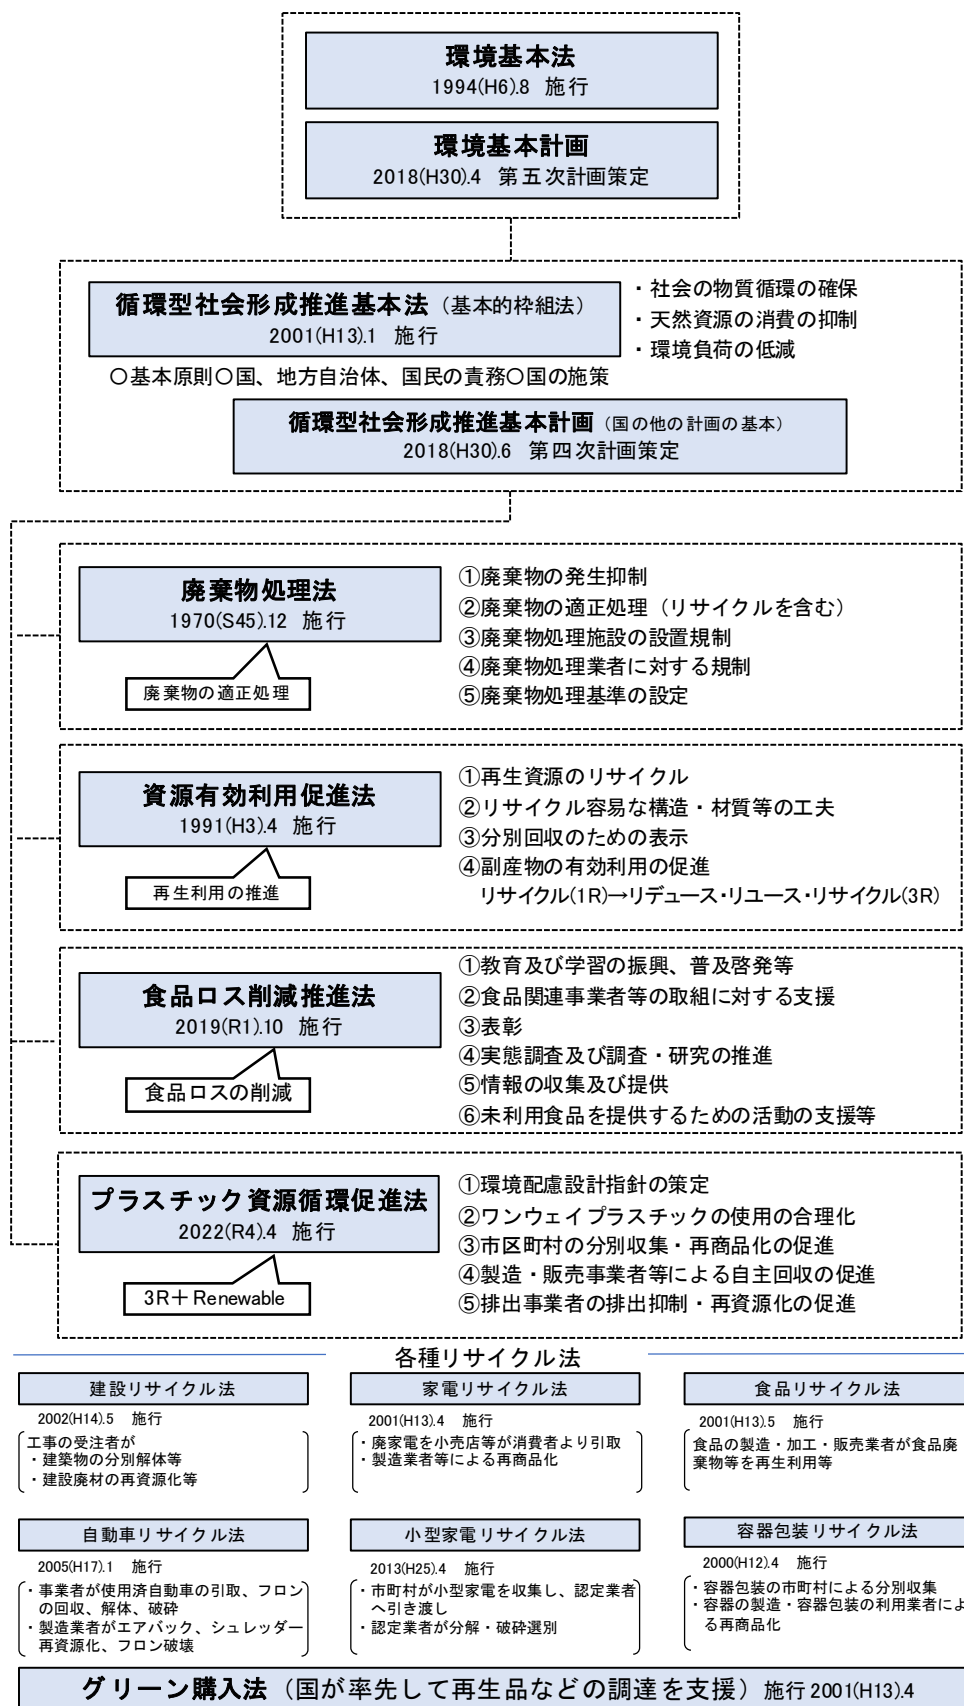 環境基本法
1994(H6).8 施行
環境基本計画
2018(H30).4 第五次計画策定
循環型社会形成推進基本法（基本的枠組法）
2001(H13).1 施行
・社会の物質循環の確保
・天然資源の消費の抑制
・環境負荷の低減
〇基本原則〇国、地方自治体、国民の責務〇国の施策
循環型社会形成推進基本計画（国の他の計画の基本）
2018(H30).6 第四次計画策定
廃棄物処理法
1970(S45).12 施行
廃棄物の適正処理
①廃棄物の発生抑制
②廃棄物の適正処理（リサイクルを含む）
③廃棄物処理施設の設置規制
④廃棄物処理業者に対する規制
⑤廃棄物処理基準の設定
資源有効利用促進法
1991(H3).4 施行
再生利用の推進
①再生資源のリサイクル
②リサイクル容易な構造・材質等の工夫
③分別回収のための表示
④副産物の有効利用の促進
リサイクル(1R)→リデュース・リユース・リサイクル(3R)
食品ロス削減推進法
2019(R1).10 施行
食品ロスの削減
①教育及び学習の振興、普及啓発等
②食品関連事業者等の取組に対する支援
③表彰
④実態調査及び調査・研究の推進
⑤情報の収集及び提供
⑥未利用食品を提供するための活動の支援等
プラスチック資源循環促進法
2022(R4).4 施行
3R＋Renewable
①環境配慮設計指針の策定
②ワンウェイプラスチックの使用の合理化
③市区町村の分別収集・再商品化の促進
④製造・販売事業者等による自主回収の促進
⑤排出事業者の排出抑制・再資源化の促進
各種リサイクル法
建設リサイクル法
2002(H14).5 施行
工事の受注者が
・建築物の分別解体等
・建設廃材の再資源化等
家電リサイクル法
2001(H13).4 施行
・廃家電を小売店等が消費者より引取
・製造業者等による再商品化
食品リサイクル法
2001(H13).5 施行
食品の製造・加工・販売業者が食品廃
棄物等を再生利用等
自動車リサイクル法
2005(H17).1 施行
・事業者が使用済自動車の引取、フロン
の回収、解体、破砕
・製造業者がエアバック、シュレッダー
再資源化、フロン破壊
小型家電リサイクル法
2013(H25).4 施行
・市町村が小型家電を収集し、認定業者
へ引き渡し
・認定業者が分解・破砕選別
容器包装リサイクル法
2000(H12).4 施行
・容器包装の市町村による分別収集
・容器の製造・容器包装の利用業者によ
る再商品化
グリーン購入法（国が率先して再生品などの調達を支援）施行 2001(H13).4